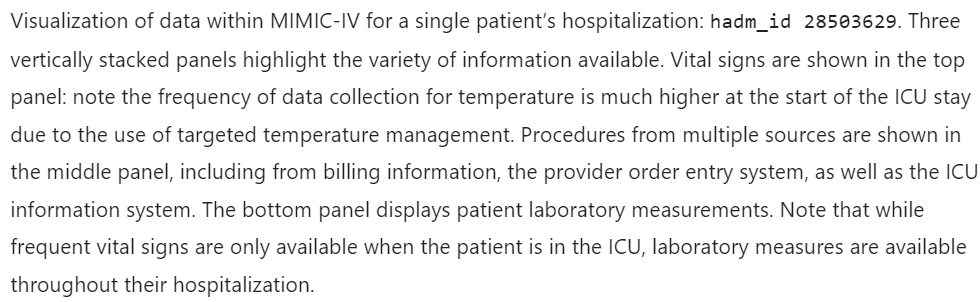 Visualization of data within MIMIC-IV for a single patient’s hospitalization: hadm_id 28503629. Three
vertically stacked panels highlight the variety of information available. Vital signs are shown in the top
panel: note the frequency of data collection for temperature is much higher at the start of the ICU stay
due to the use of targeted temperature management. Procedures from multiple sources are shown in
the middle panel, including from billing information, the provider order entry system, as well as the ICU
information system. The bottom panel displays patient laboratory measurements. Note that while
frequent vital signs are only available when the patient is in the ICU, laboratory measures are available
throughout their hospitalization.